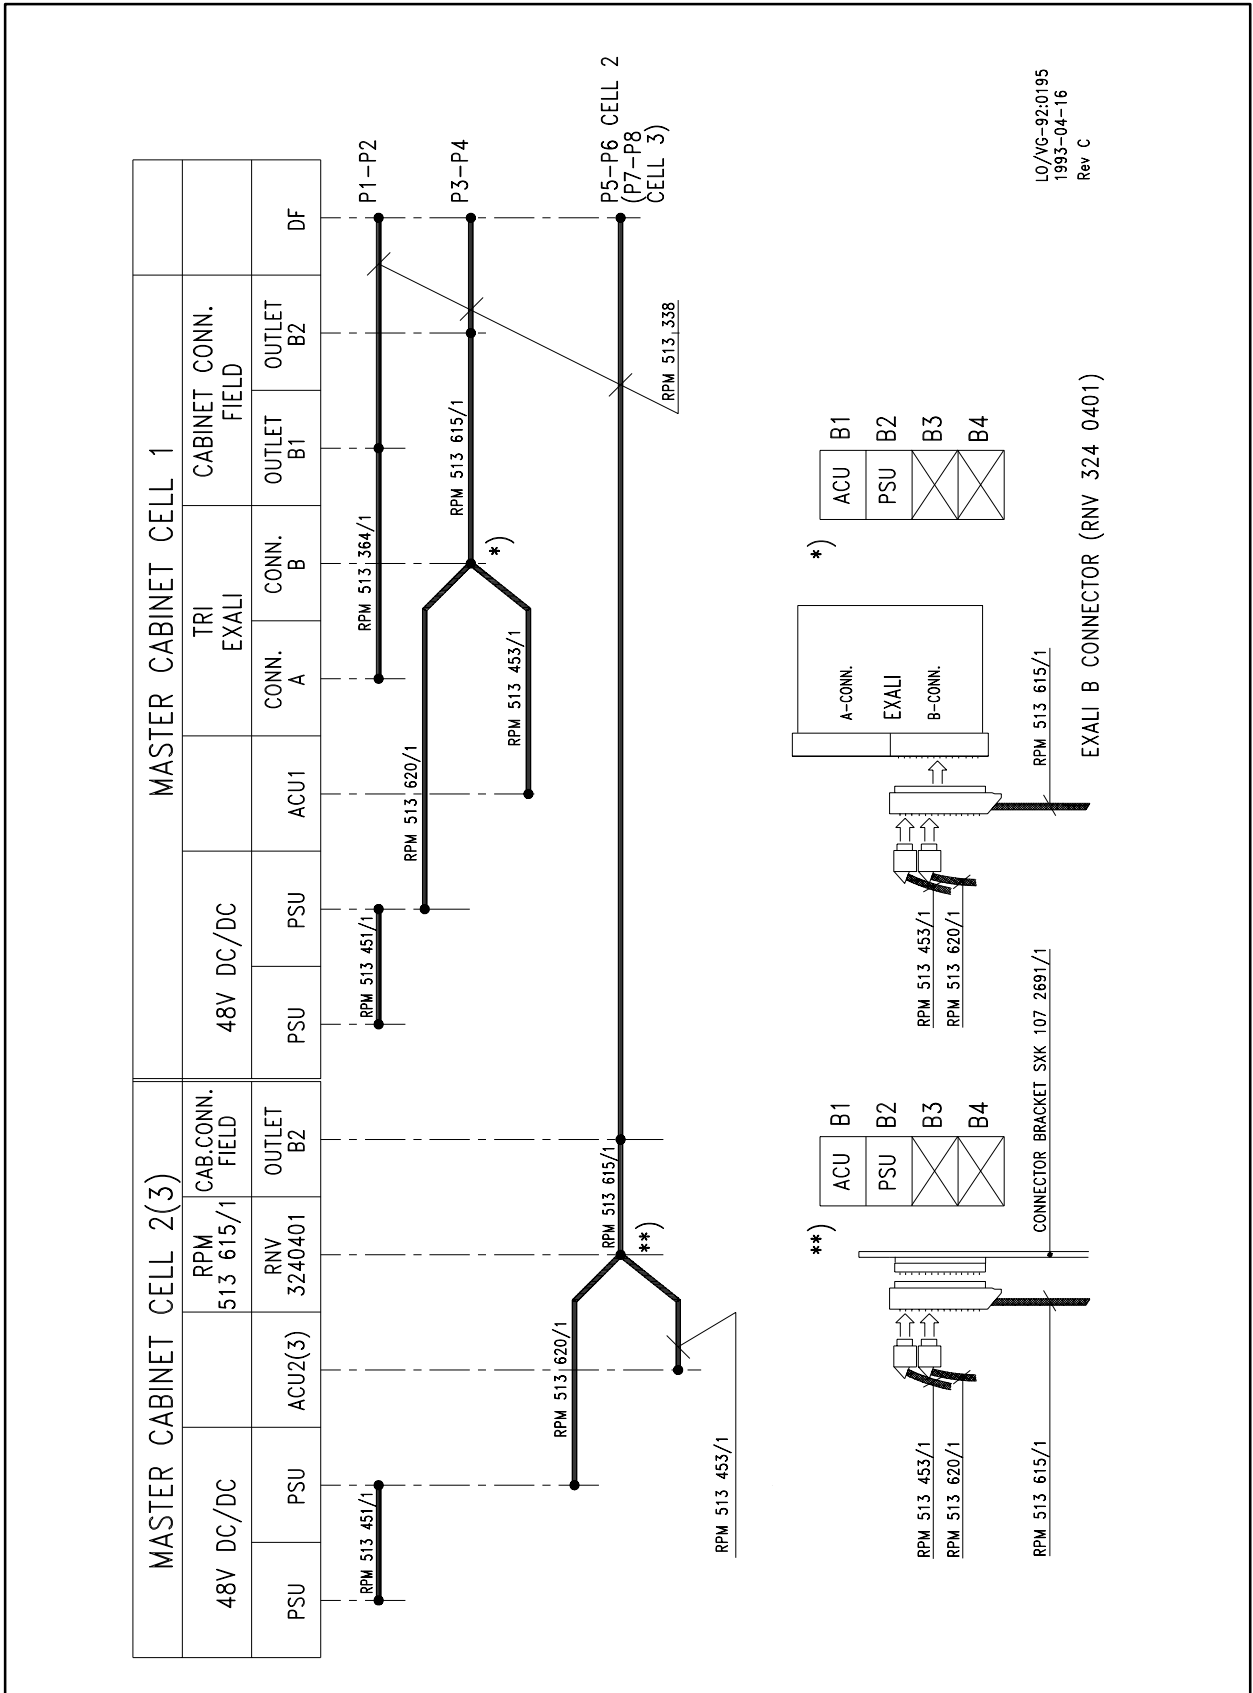 MASTER CABINET CELL 2(3)
MASTER CABINET CELL 1
48V DC/DC
RPM
513 615/1
CAB.CONN.
FIELD
48V DC/DC
TRI
EXALI
CABINET CONN.
FIELD
PSU
PSU
ACU2(3)
RNV
3240401
OUTLET
B2
PSU
PSU
ACU1
CONN.
A
CONN.
B
OUTLET
B1
OUTLET
B2
DF
RPM 513 451/1
RPM 513 451/1
RPM 513 364/1
P1-P2
RPM 513 620/1
RPM 513 615/1
P3-P4
*)
RPM 513 453/1
RPM 513 620/1
RPM 513 615/1
**)
P5-P6 CELL 2
(P7-P8
CELL 3)
RPM 513 338
RPM 513 453/1
**)
ACU B1
PSU B2
B3
B4
*)
ACU B1
PSU B2
B3
B4
A-CONN.
EXALI
B-CONN.
RPM 513 453/1
RPM 513 620/1
RPM 513 615/1
CONNECTOR BRACKET SXK 107 2691/1
RPM 513 453/1
RPM 513 620/1
RPM 513 615/1
EXALI B CONNECTOR (RNV 324 0401)
LO/VG-92:0195
1993-04-16
Rev C